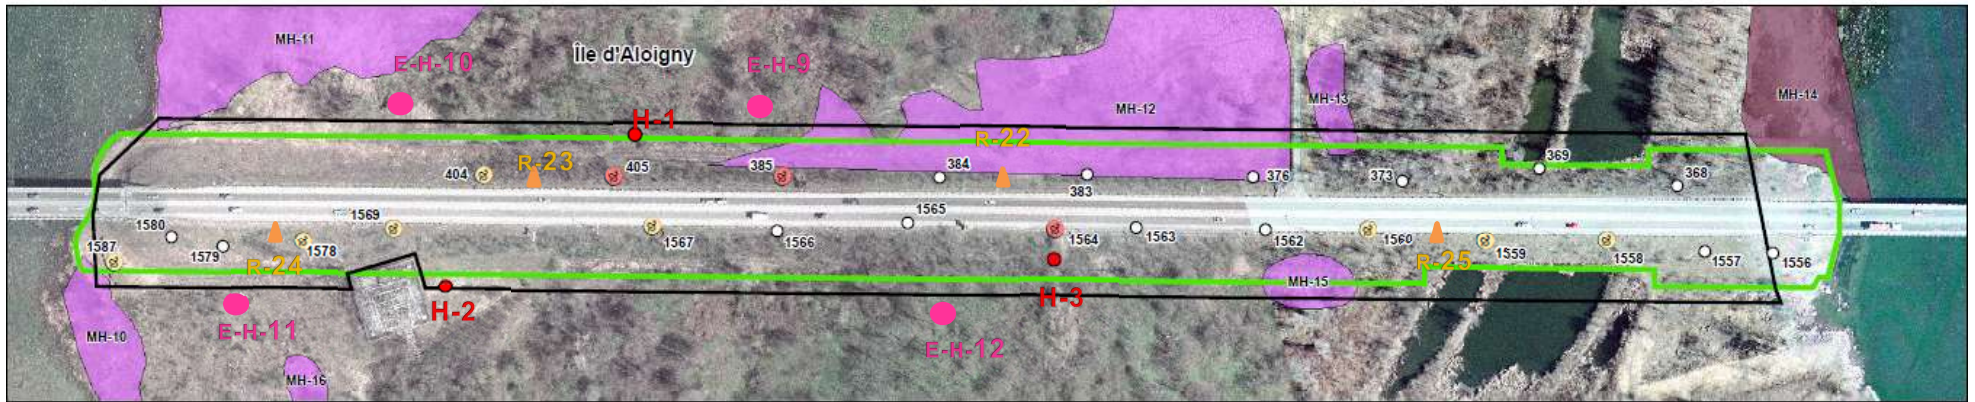 MH-11
Île d'Aloigny
E-H-10
E-H-9
MH-12
MH-13
MH-14
H-1
R-22
R-23
404
405
385
384
383
376
373
369
368
1587
1580
1579
1569
1578
1567
1566
1565
1564
1563
1562
1560
1559
1558
1557
1556
R-24
R-25
MH-10
E-H-11
H-2
MH-16
E-H-12
H-3
MH-15